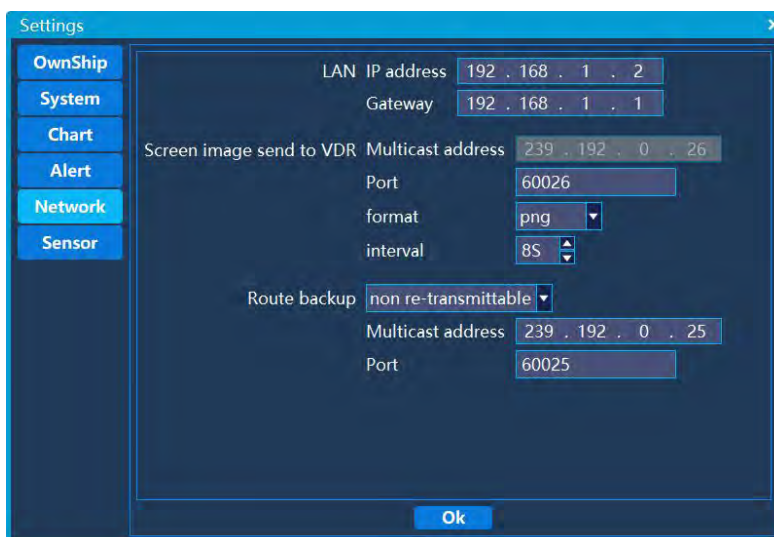 Settings
OwnShip
System
Chart
Alert
Network
Sensor
LAN IP address 192 . 168 . 1 . 2
Gateway 192 . 168 . 1 . 1
Screen image send to VDR Multicast address 239 . 192 . 0 . 26
Port 60026
format png
interval 8S
Route backup non re-transmittable
Multicast address 239 . 192 . 0 . 25
Port 60025
Ok